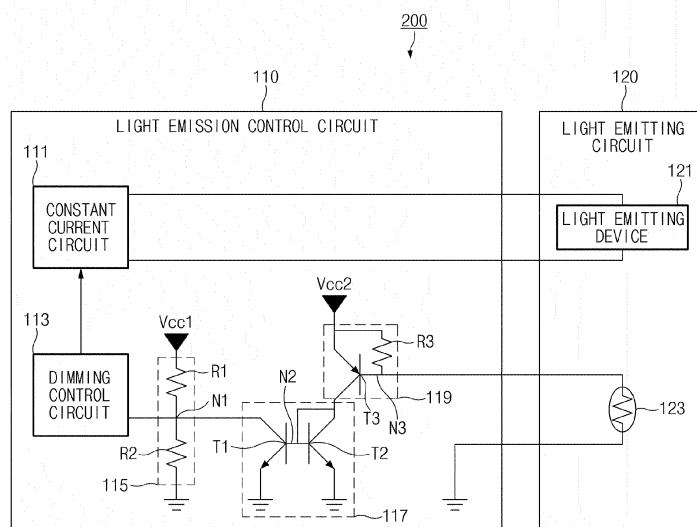 200
110
120
LIGHT EMISSION CONTROL CIRCUIT
LIGHT EMITTING
CIRCUIT
111
121
CONSTANT
CURRENT
CIRCUIT
LIGHT EMITTING
DEVICE
Vcc2
113
Vcc1
R3
R1
DIMMING
CONTROL
CIRCUIT
N1
N2
119
T3
N3
123
R2
T1
T2
115
117